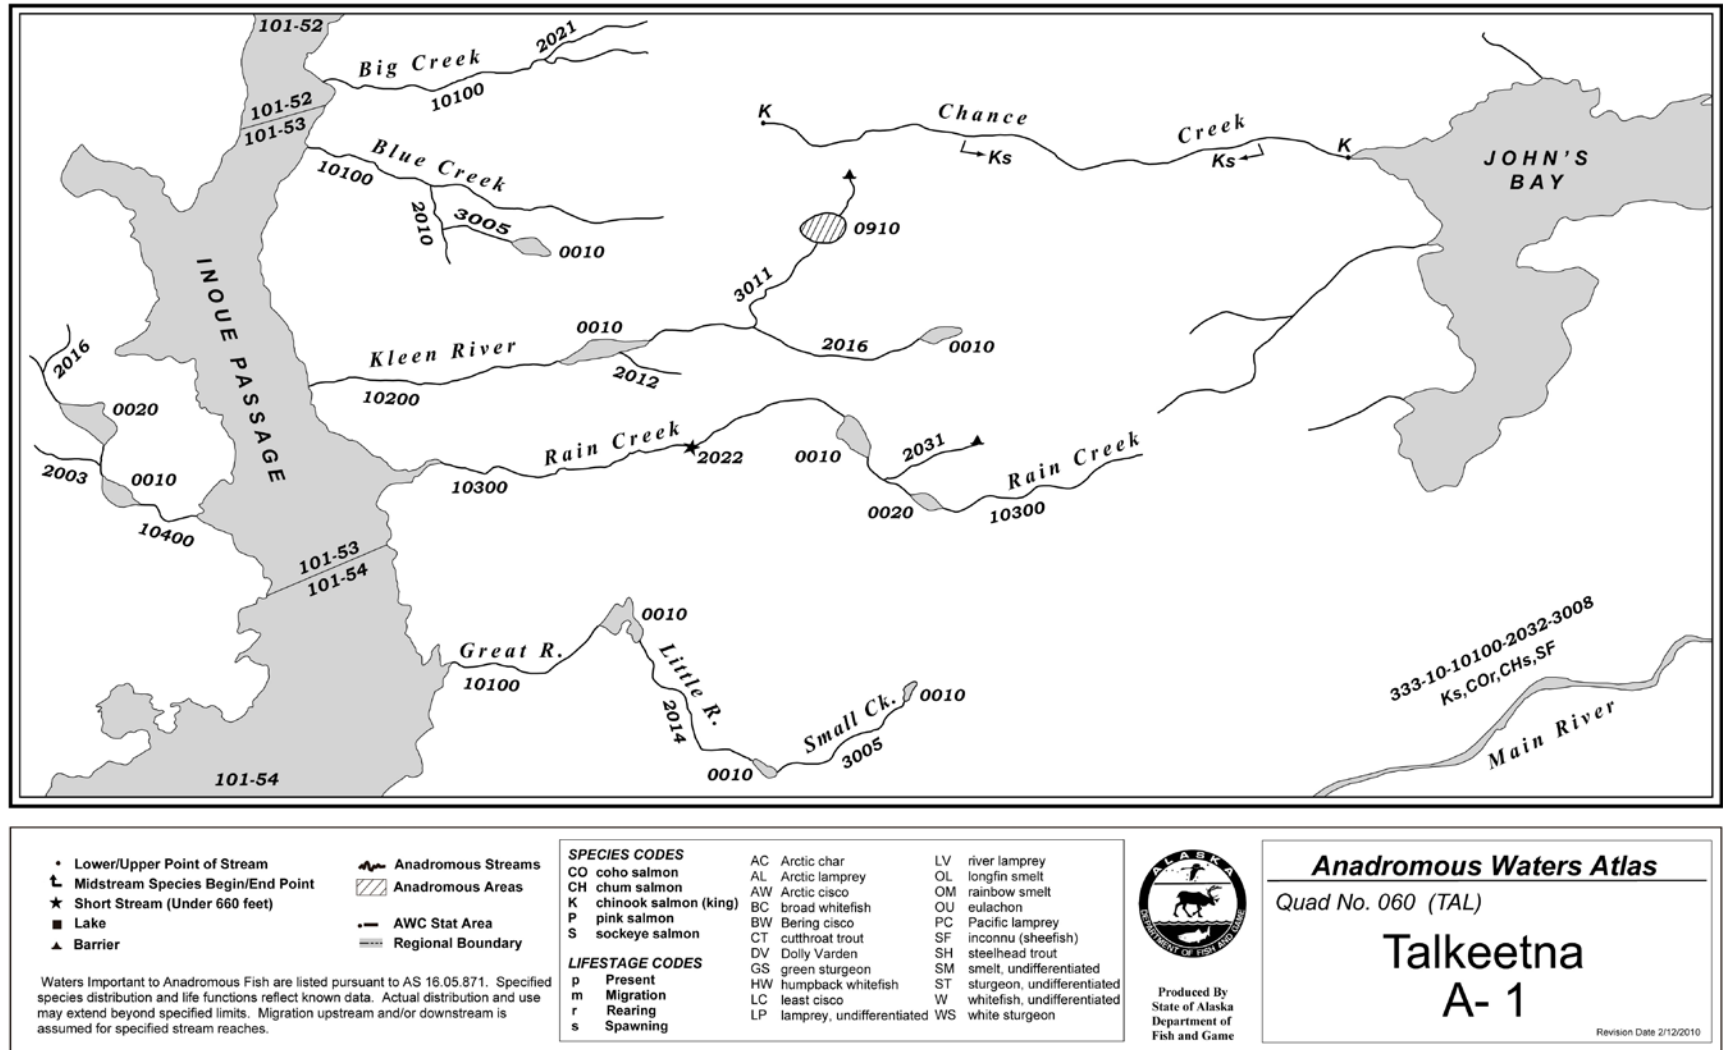 101-52
Big Creek
2021
10100
101-52
101-53
Blue Creek
10100
2010
3005
0010
K
Chance Creek
K
Ks
Ks
JOHN'S
BAY
0910
3011
INOUE PASSAGE
0010
Kleen River
10200
2012
2016
0010
2016
0020
2003
0010
10400
Rain Creek
10300
2022
0010
2031
Rain Creek
0020
10300
101-53
101-54
Great R.
10100
0010
Little R.
2014
0010
Small Ck.
3005
0010
333-10-10100-2032-3008
Ks,COr,CHs,SF
Main River
101-54
Lower/Upper Point of Stream
Midstream Species Begin/End Point
Short Stream (Under 660 feet)
Lake
Barrier
Anadromous Streams
Anadromous Areas
AWC Stat Area
Regional Boundary
Waters Important to Anadromous Fish are listed pursuant to AS 16.05.871. Specified
species distribution and life functions reflect known data. Actual distribution and use
may extend beyond specified limits. Migration upstream and/or downstream is
assumed for specified stream reaches.
SPECIES CODES
CO coho salmon
CH chum salmon
K chinook salmon (king)
P pink salmon
S sockeye salmon
LIFESTAGE CODES
p Present
m Migration
r Rearing
s Spawning
AC Arctic char
AL Arctic lamprey
AW Arctic cisco
BC broad whitefish
BW Bering cisco
CT cutthroat trout
DV Dolly Varden
GS green sturgeon
HW humpback whitefish
LC least cisco
LP lamprey, undifferentiated
LV river lamprey
OL longfin smelt
OM rainbow smelt
OU eulachon
PC Pacific lamprey
SF inconnu (sheefish)
SH steelhead trout
SM smelt, undifferentiated
ST sturgeon, undifferentiated
W whitefish, undifferentiated
WS white sturgeon
ALASKA
DEPARTMENT OF FISH AND GAME
Produced By
State of Alaska
Department of
Fish and Game
Anadromous Waters Atlas
Quad No. 060 (TAL)
Talkeetna
A- 1
Revision Date 2/12/2010